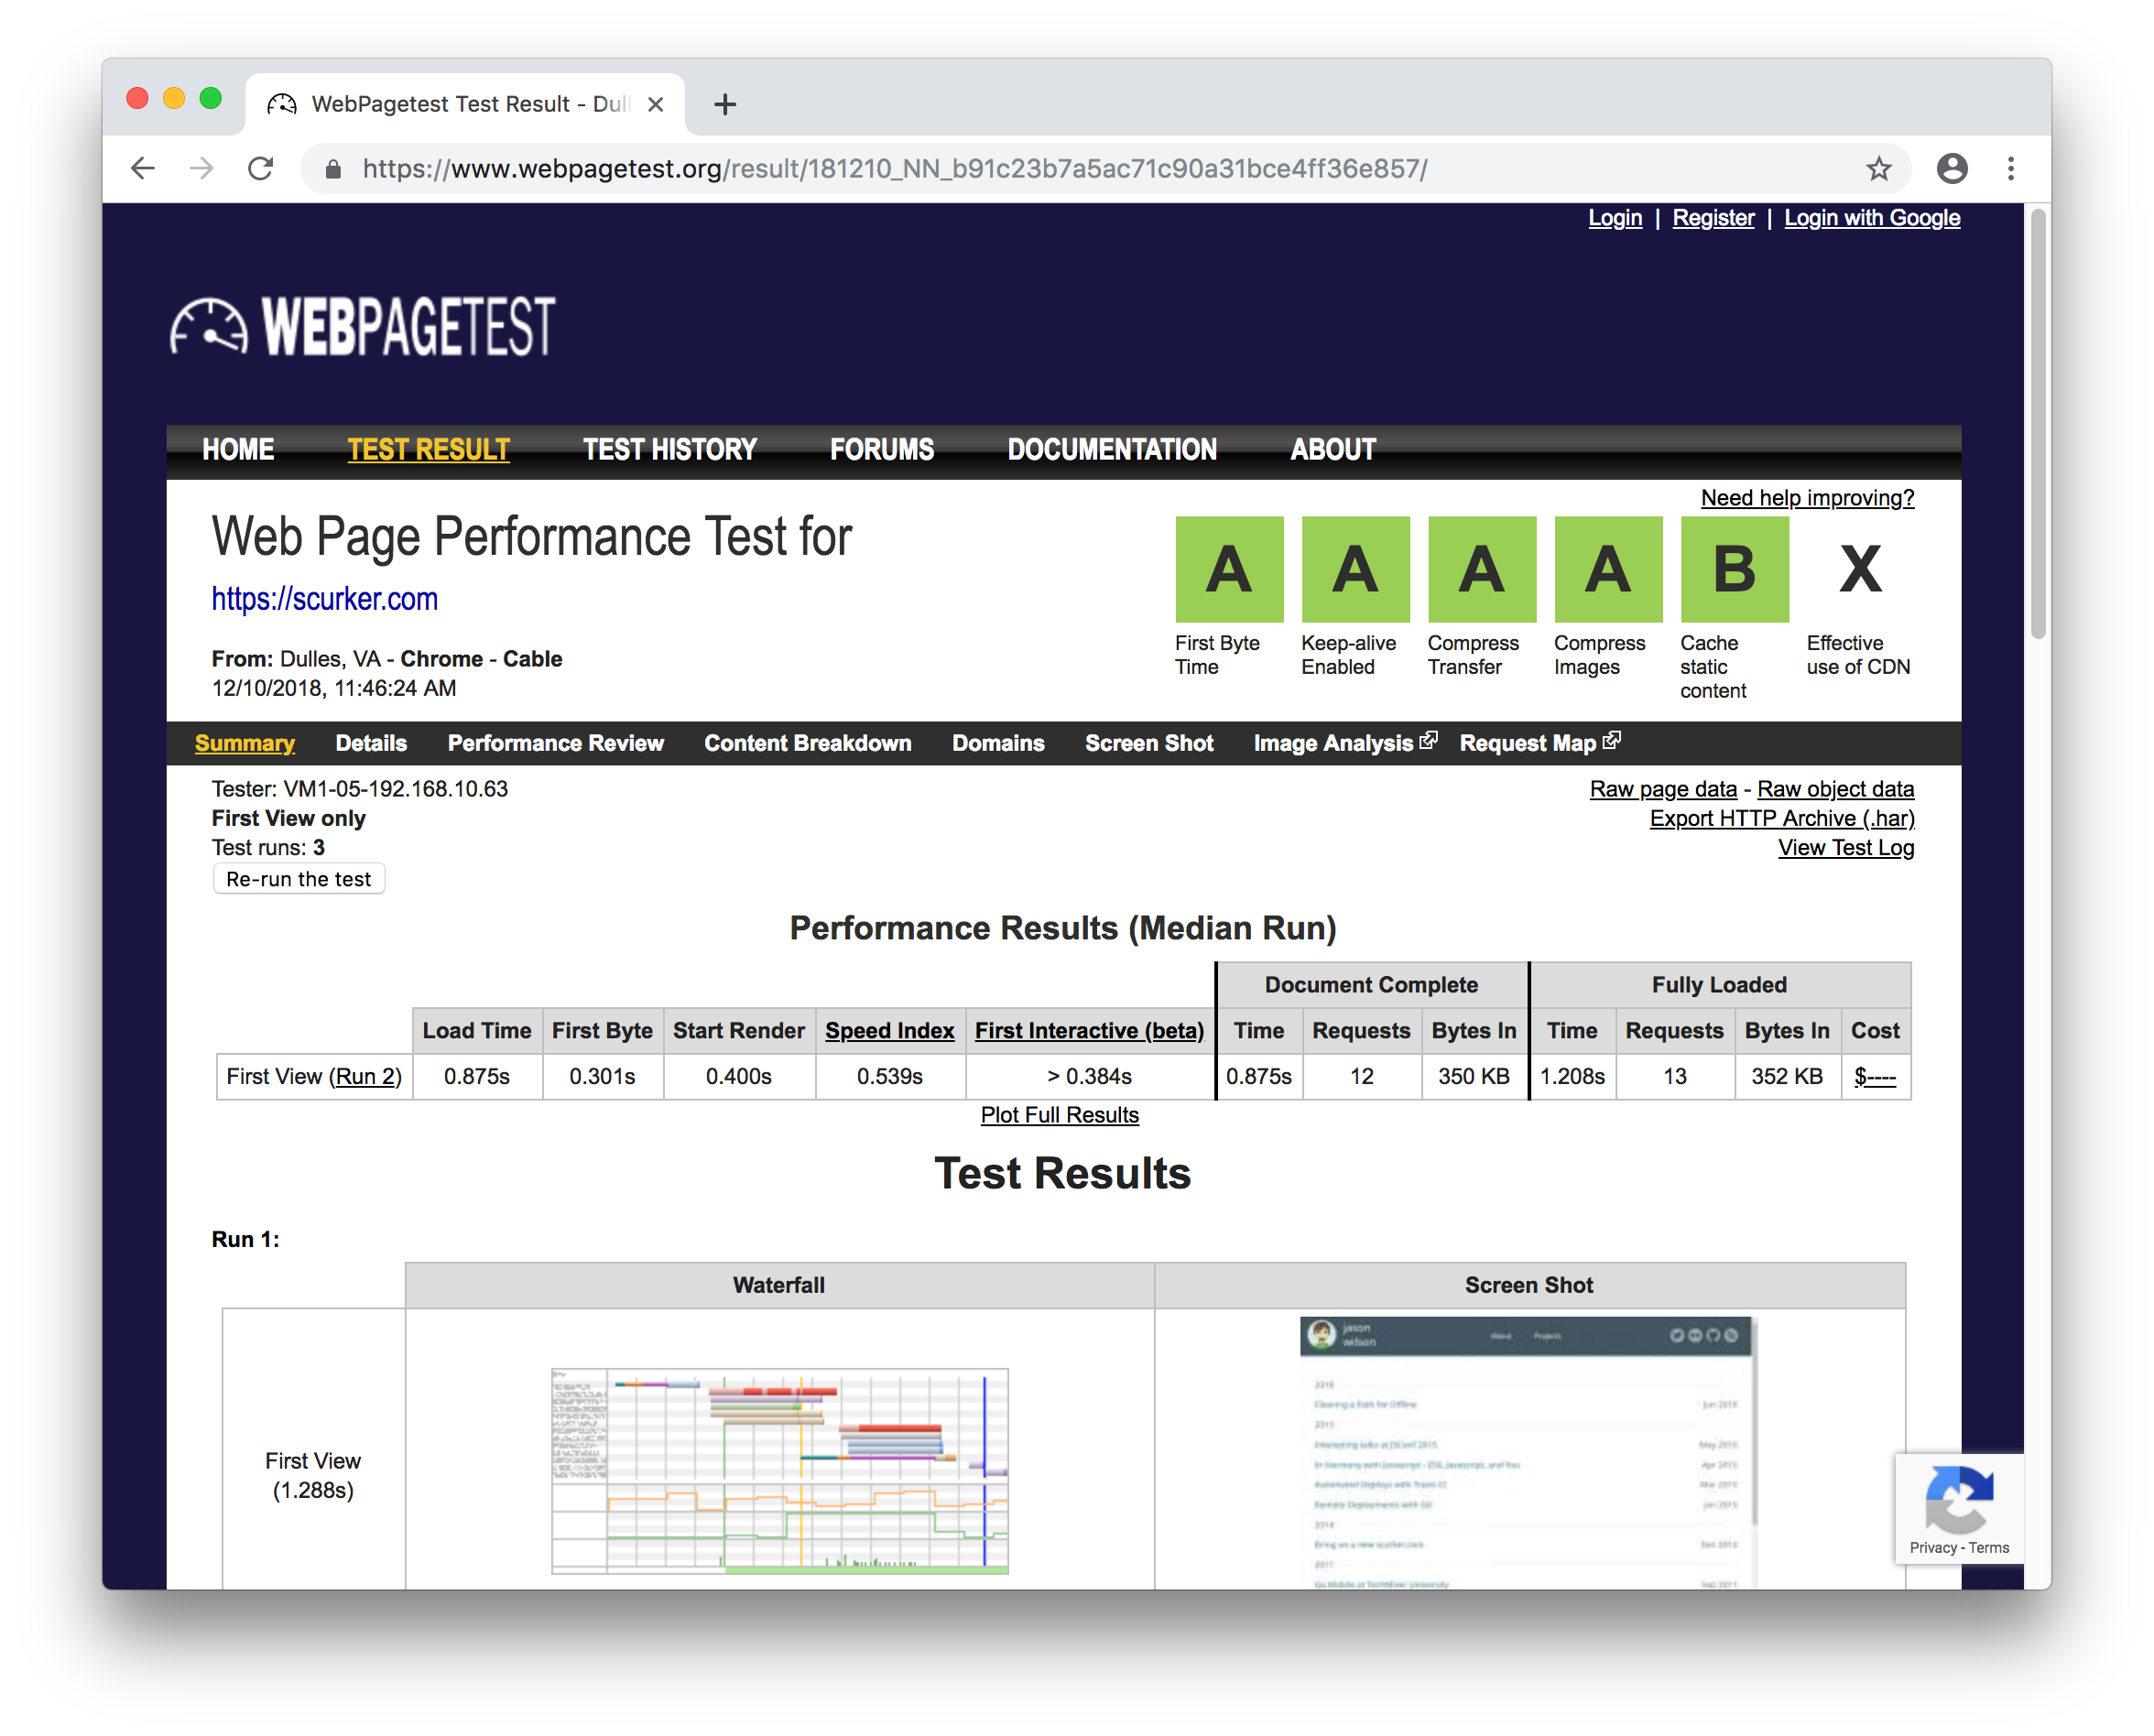 WebPagetest Test Result - Dull
https://www.webpagetest.org/result/181210_NN_b91c23b7a5ac71c90a31bce4ff36e857/
Login | Register | Login with Google
WEBPAGETEST
HOME TEST RESULT TEST HISTORY FORUMS DOCUMENTATION ABOUT
Need help improving?
Web Page Performance Test for
https://scurker.com
From: Dulles, VA - Chrome - Cable
12/10/2018, 11:46:24 AM
A A A A B X
First Byte Time
Keep-alive Enabled
Compress Transfer
Compress Images
Cache static content
Effective use of CDN
Summary Details Performance Review Content Breakdown Domains Screen Shot Image Analysis Request Map
Tester: VM1-05-192.168.10.63
First View only
Test runs: 3
Re-run the test
Raw page data - Raw object data
Export HTTP Archive (.har)
View Test Log
Performance Results (Median Run)
Document Complete Fully Loaded
Load Time First Byte Start Render Speed Index First Interactive (beta) Time Requests Bytes In Time Requests Bytes In Cost
First View (Run 2) 0.875s 0.301s 0.400s 0.539s > 0.384s 0.875s 12 350 KB 1.208s 13 352 KB $----
Plot Full Results
Test Results
Run 1:
Waterfall Screen Shot
First View
(1.288s)
jason
wilson
About Projects
Privacy - Terms